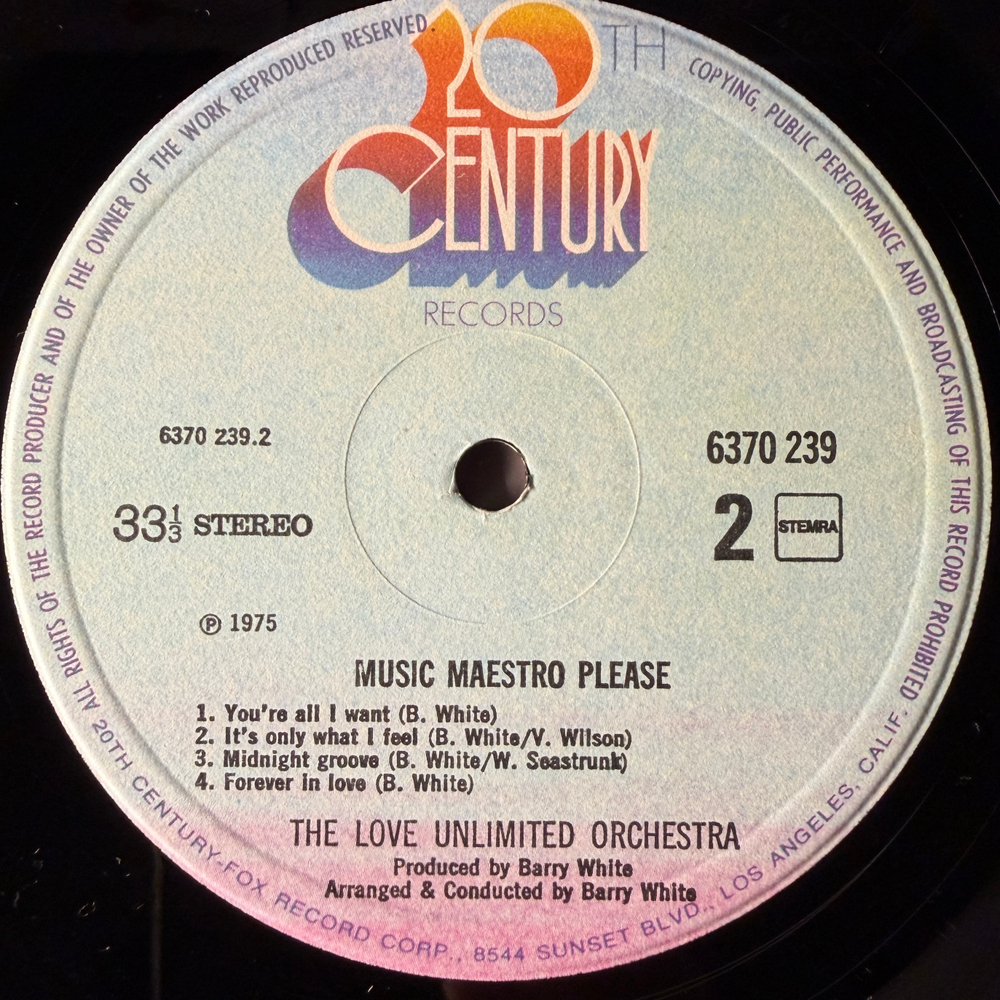 20TH
CENTURY
RECORDS
6370 239.2
6370 239
33⅓ STEREO
2 STEMRA
Ⓟ 1975
MUSIC MAESTRO PLEASE
1. You're all I want (B. White)
2. It's only what I feel (B. White/V. Wilson)
3. Midnight groove (B. White/W. Seastrunk)
4. Forever in love (B. White)
THE LOVE UNLIMITED ORCHESTRA
Produced by Barry White
Arranged & Conducted by Barry White
ALL RIGHTS OF THE RECORD PRODUCER AND OF THE OWNER OF THE WORK REPRODUCED RESERVED.
COPYING, PUBLIC PERFORMANCE AND BROADCASTING OF THIS RECORD PROHIBITED
20TH CENTURY-FOX RECORD CORP., 8544 SUNSET BLVD., LOS ANGELES, CALIF.